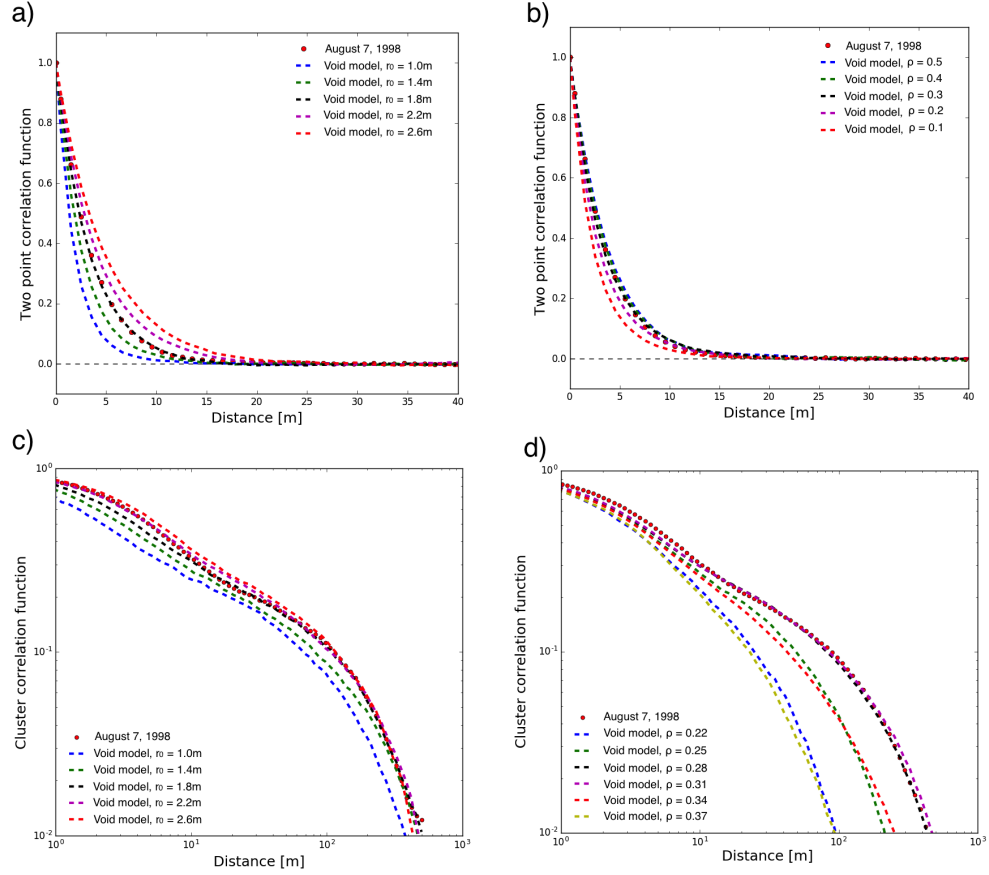 a)
Two point correlation function
1.0
0.8
0.6
0.4
0.2
0.0
0 5 10 15 20 25 30 35 40
Distance [m]
August 7, 1998
Void model, r₀ = 1.0m
Void model, r₀ = 1.4m
Void model, r₀ = 1.8m
Void model, r₀ = 2.2m
Void model, r₀ = 2.6m
b)
Two point correlation function
1.0
0.8
0.6
0.4
0.2
0.0
0 5 10 15 20 25 30 35 40
Distance [m]
August 7, 1998
Void model, ρ = 0.5
Void model, ρ = 0.4
Void model, ρ = 0.3
Void model, ρ = 0.2
Void model, ρ = 0.1
c)
Cluster correlation function
10⁰
10⁻¹
10⁻²
10⁰ 10¹ 10² 10³
Distance [m]
August 7, 1998
Void model, r₀ = 1.0m
Void model, r₀ = 1.4m
Void model, r₀ = 1.8m
Void model, r₀ = 2.2m
Void model, r₀ = 2.6m
d)
Cluster correlation function
10⁰
10⁻¹
10⁻²
10⁰ 10¹ 10² 10³
Distance [m]
August 7, 1998
Void model, ρ = 0.22
Void model, ρ = 0.25
Void model, ρ = 0.28
Void model, ρ = 0.31
Void model, ρ = 0.34
Void model, ρ = 0.37